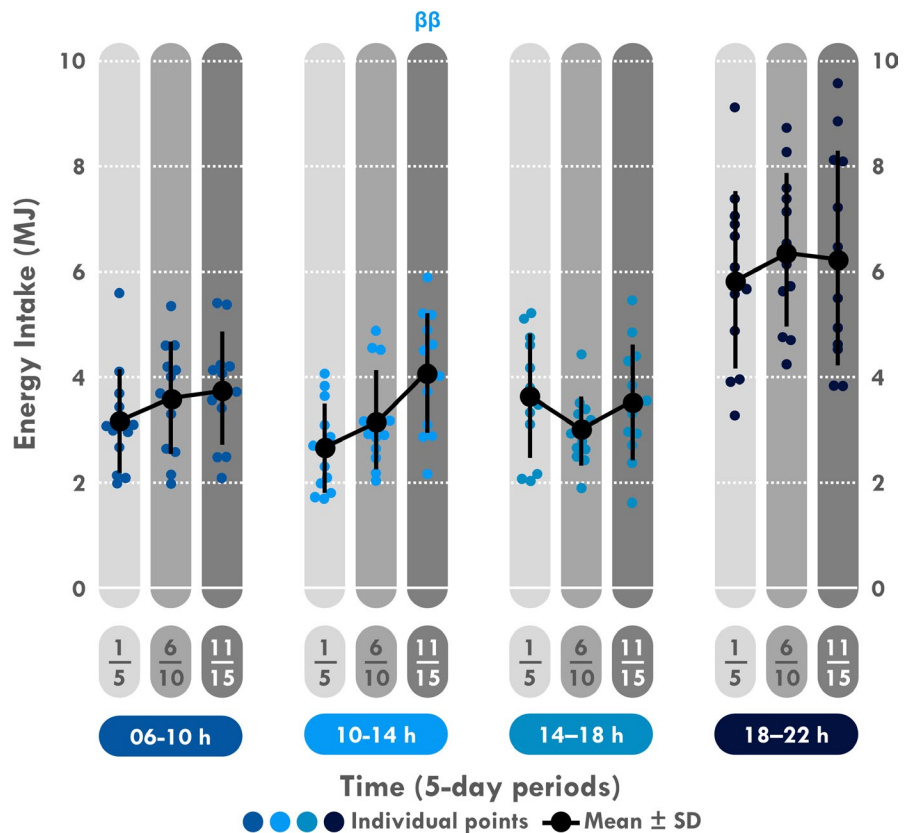 ββ
Energy Intake (MJ)
10 10
8 8
6 6
4 4
2 2
0 0
1 6 11 1 6 11 1 6 11 1 6 11
5 10 15 5 10 15 5 10 15 5 10 15
06-10 h 10-14 h 14–18 h 18–22 h
Time (5-day periods)
Individual points Mean ± SD